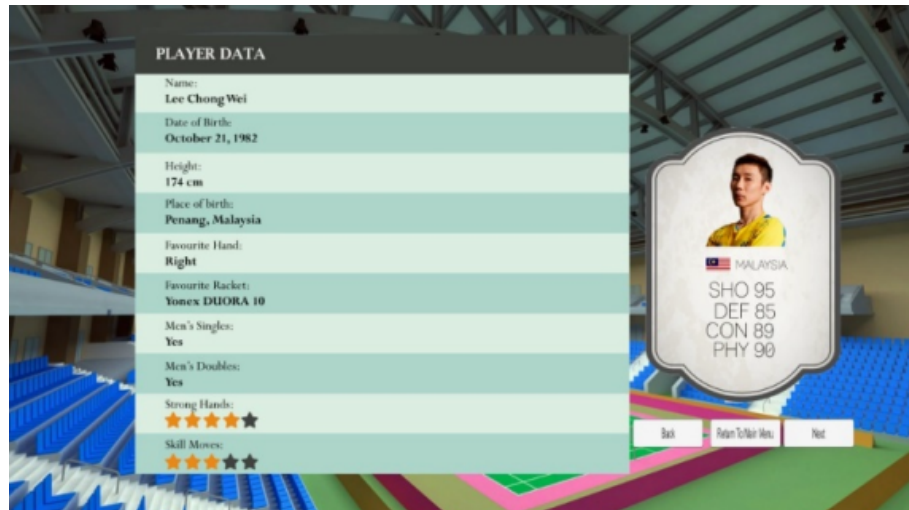 PLAYER DATA
Name:
Lee Chong Wei
Date of Birth:
October 21, 1982
Height:
174 cm
Place of birth:
Penang, Malaysia
Favourite Hand:
Right
Favourite Racket:
Yonex DUORA 10
Men's Singles:
Yes
Men's Doubles:
Yes
Strong Hands:
Skill Moves:
MALAYSIA
SHO 95
DEF 85
CON 89
PHY 90
Back
Return To Main Menu
Next